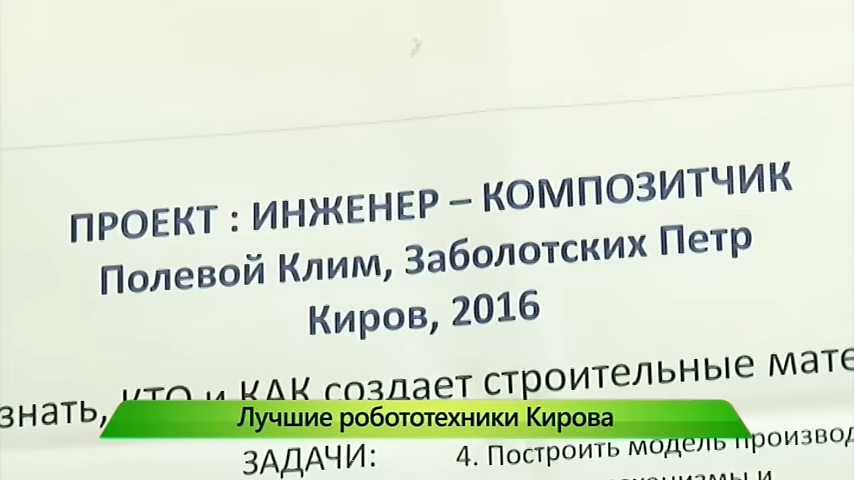 ПРОЕКТ : ИНЖЕНЕР – КОМПОЗИТЧИК
Полевой Клим, Заболотских Петр
Киров, 2016
знать, КТО и КАК создает строительные мате
Лучшие робототехники Кирова
ЗАДАЧИ: 4. Построить модель производ